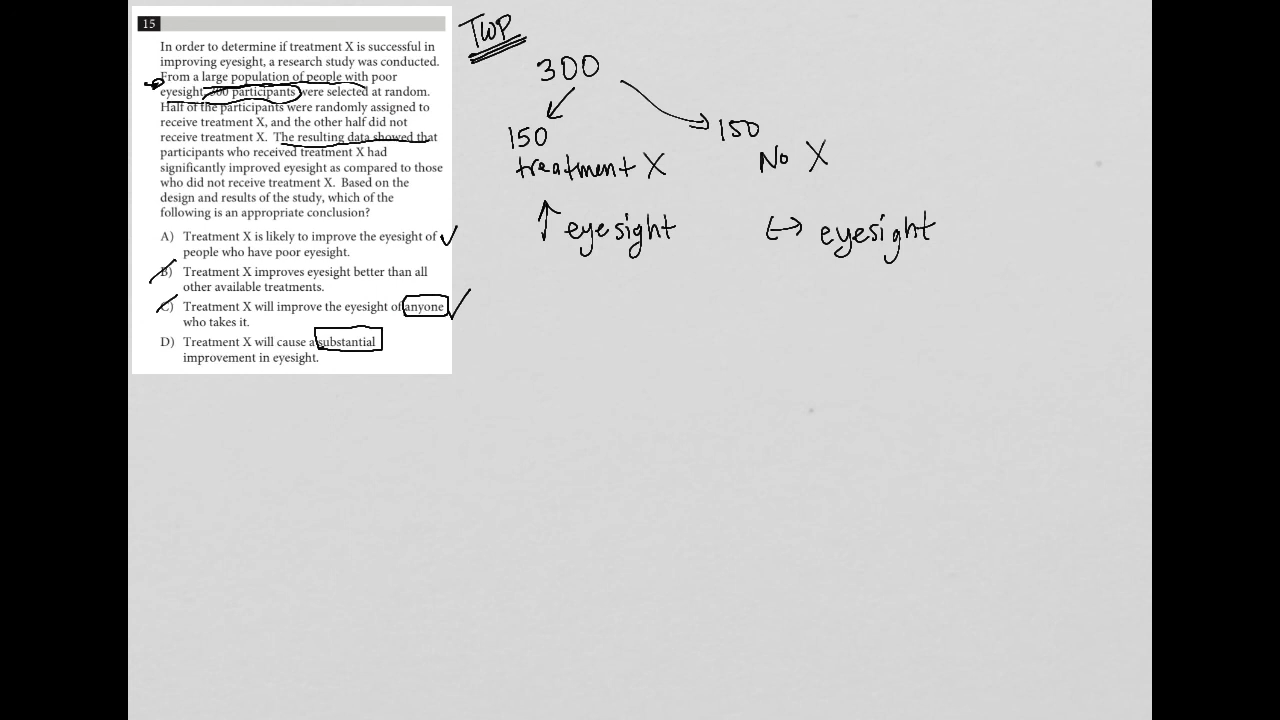 15
In order to determine if treatment X is successful in
improving eyesight, a research study was conducted.
From a large population of people with poor
eyesight, 300 participants were selected at random.
Half of the participants were randomly assigned to
receive treatment X, and the other half did not
receive treatment X. The resulting data showed that
participants who received treatment X had
significantly improved eyesight as compared to those
who did not receive treatment X. Based on the
design and results of the study, which of the
following is an appropriate conclusion?
A) Treatment X is likely to improve the eyesight of
people who have poor eyesight.
B) Treatment X improves eyesight better than all
other available treatments.
C) Treatment X will improve the eyesight of anyone
who takes it.
D) Treatment X will cause a substantial
improvement in eyesight.
TWP
300
150
treatment X
↑ eyesight
150
No X
↔ eyesight